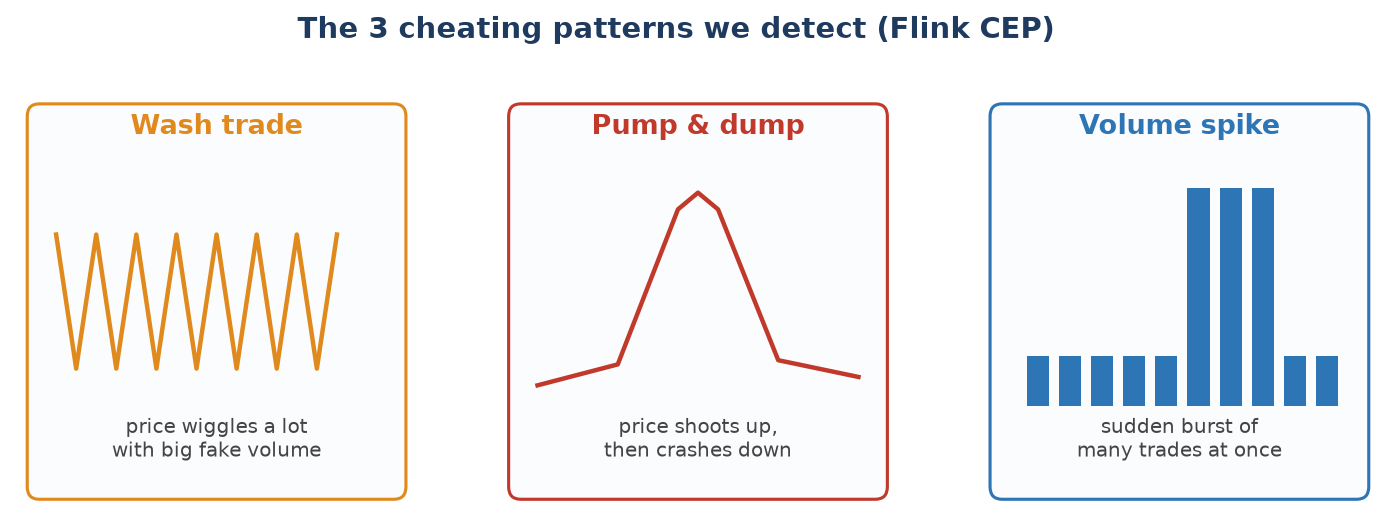 The 3 cheating patterns we detect (Flink CEP)
Wash trade
price wiggles a lot
with big fake volume
Pump & dump
price shoots up,
then crashes down
Volume spike
sudden burst of
many trades at once